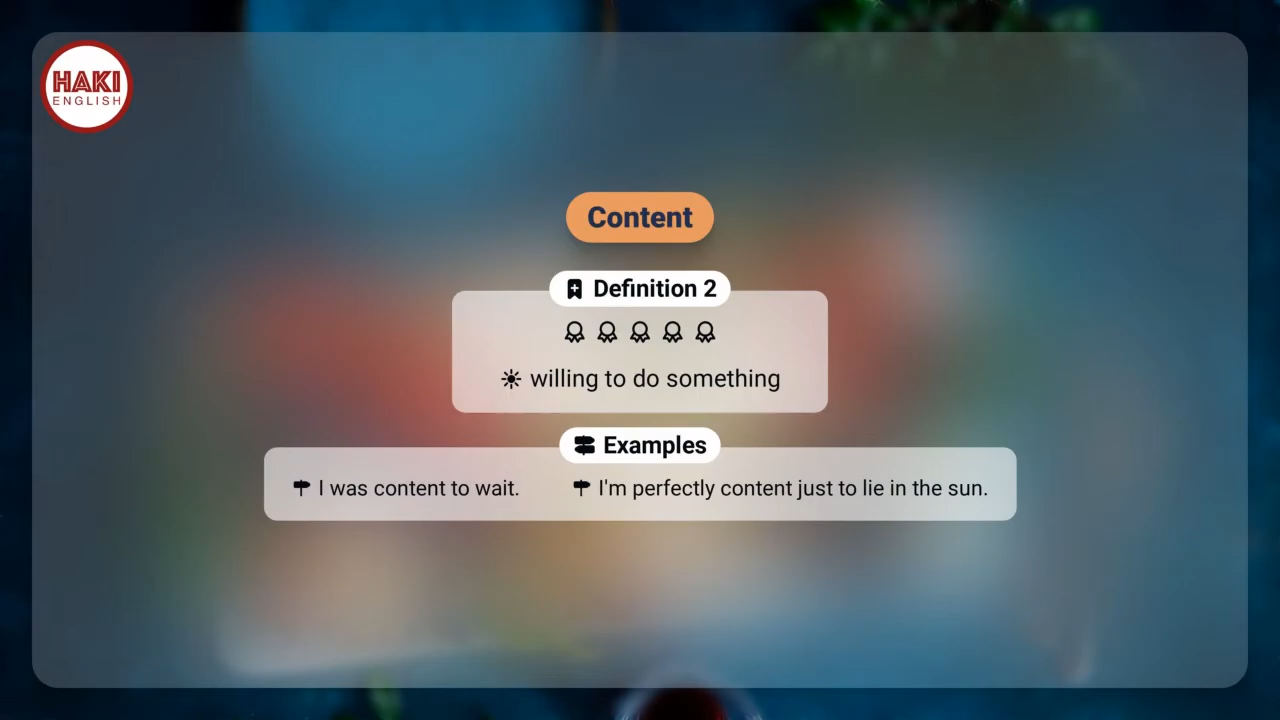 HAKI
ENGLISH
Content
Definition 2
willing to do something
Examples
I was content to wait.
I'm perfectly content just to lie in the sun.